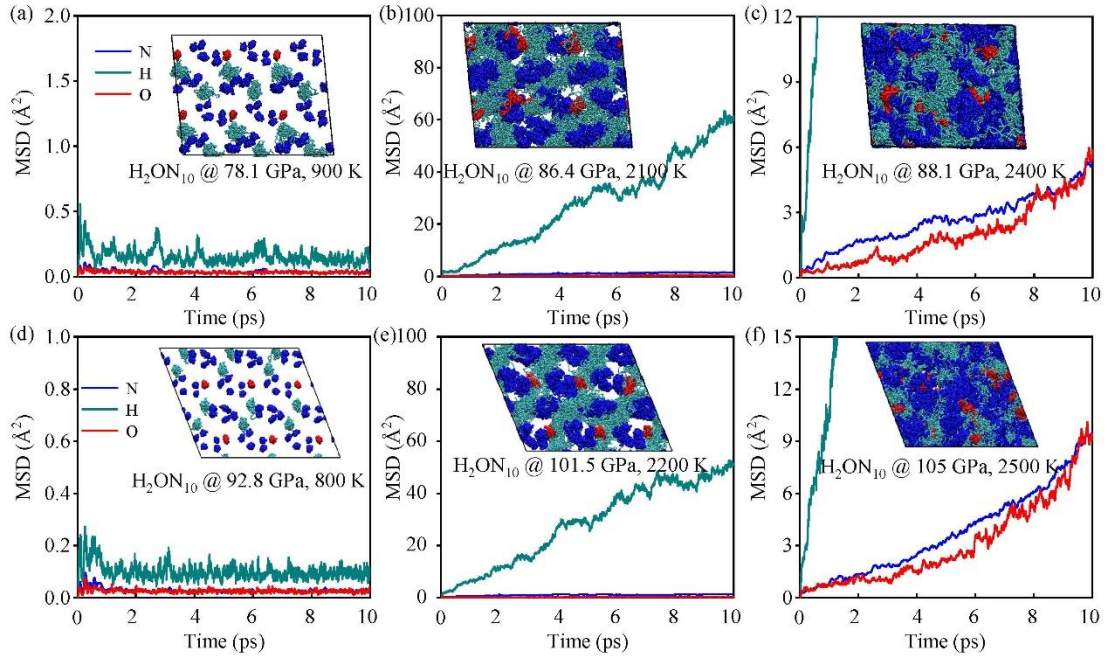 (a)
2.0
1.5
1.0
0.5
0.0
MSD (Å²)
N
H
O
H₂ON₁₀ @ 78.1 GPa, 900 K
0 2 4 6 8 10
Time (ps)
(b)
100
80
60
40
20
0
MSD (Å²)
H₂ON₁₀ @ 86.4 GPa, 2100 K
0 2 4 6 8 10
Time (ps)
(c)
12
9
6
3
0
MSD (Å²)
H₂ON₁₀ @ 88.1 GPa, 2400 K
0 2 4 6 8 10
Time (ps)
(d)
1.0
0.8
0.6
0.4
0.2
0.0
MSD (Å²)
N
H
O
H₂ON₁₀ @ 92.8 GPa, 800 K
0 2 4 6 8 10
Time (ps)
(e)
100
80
60
40
20
0
MSD (Å²)
H₂ON₁₀ @ 101.5 GPa, 2200 K
0 2 4 6 8 10
Time (ps)
(f)
15
12
9
6
3
0
MSD (Å²)
H₂ON₁₀ @ 105 GPa, 2500 K
0 2 4 6 8 10
Time (ps)